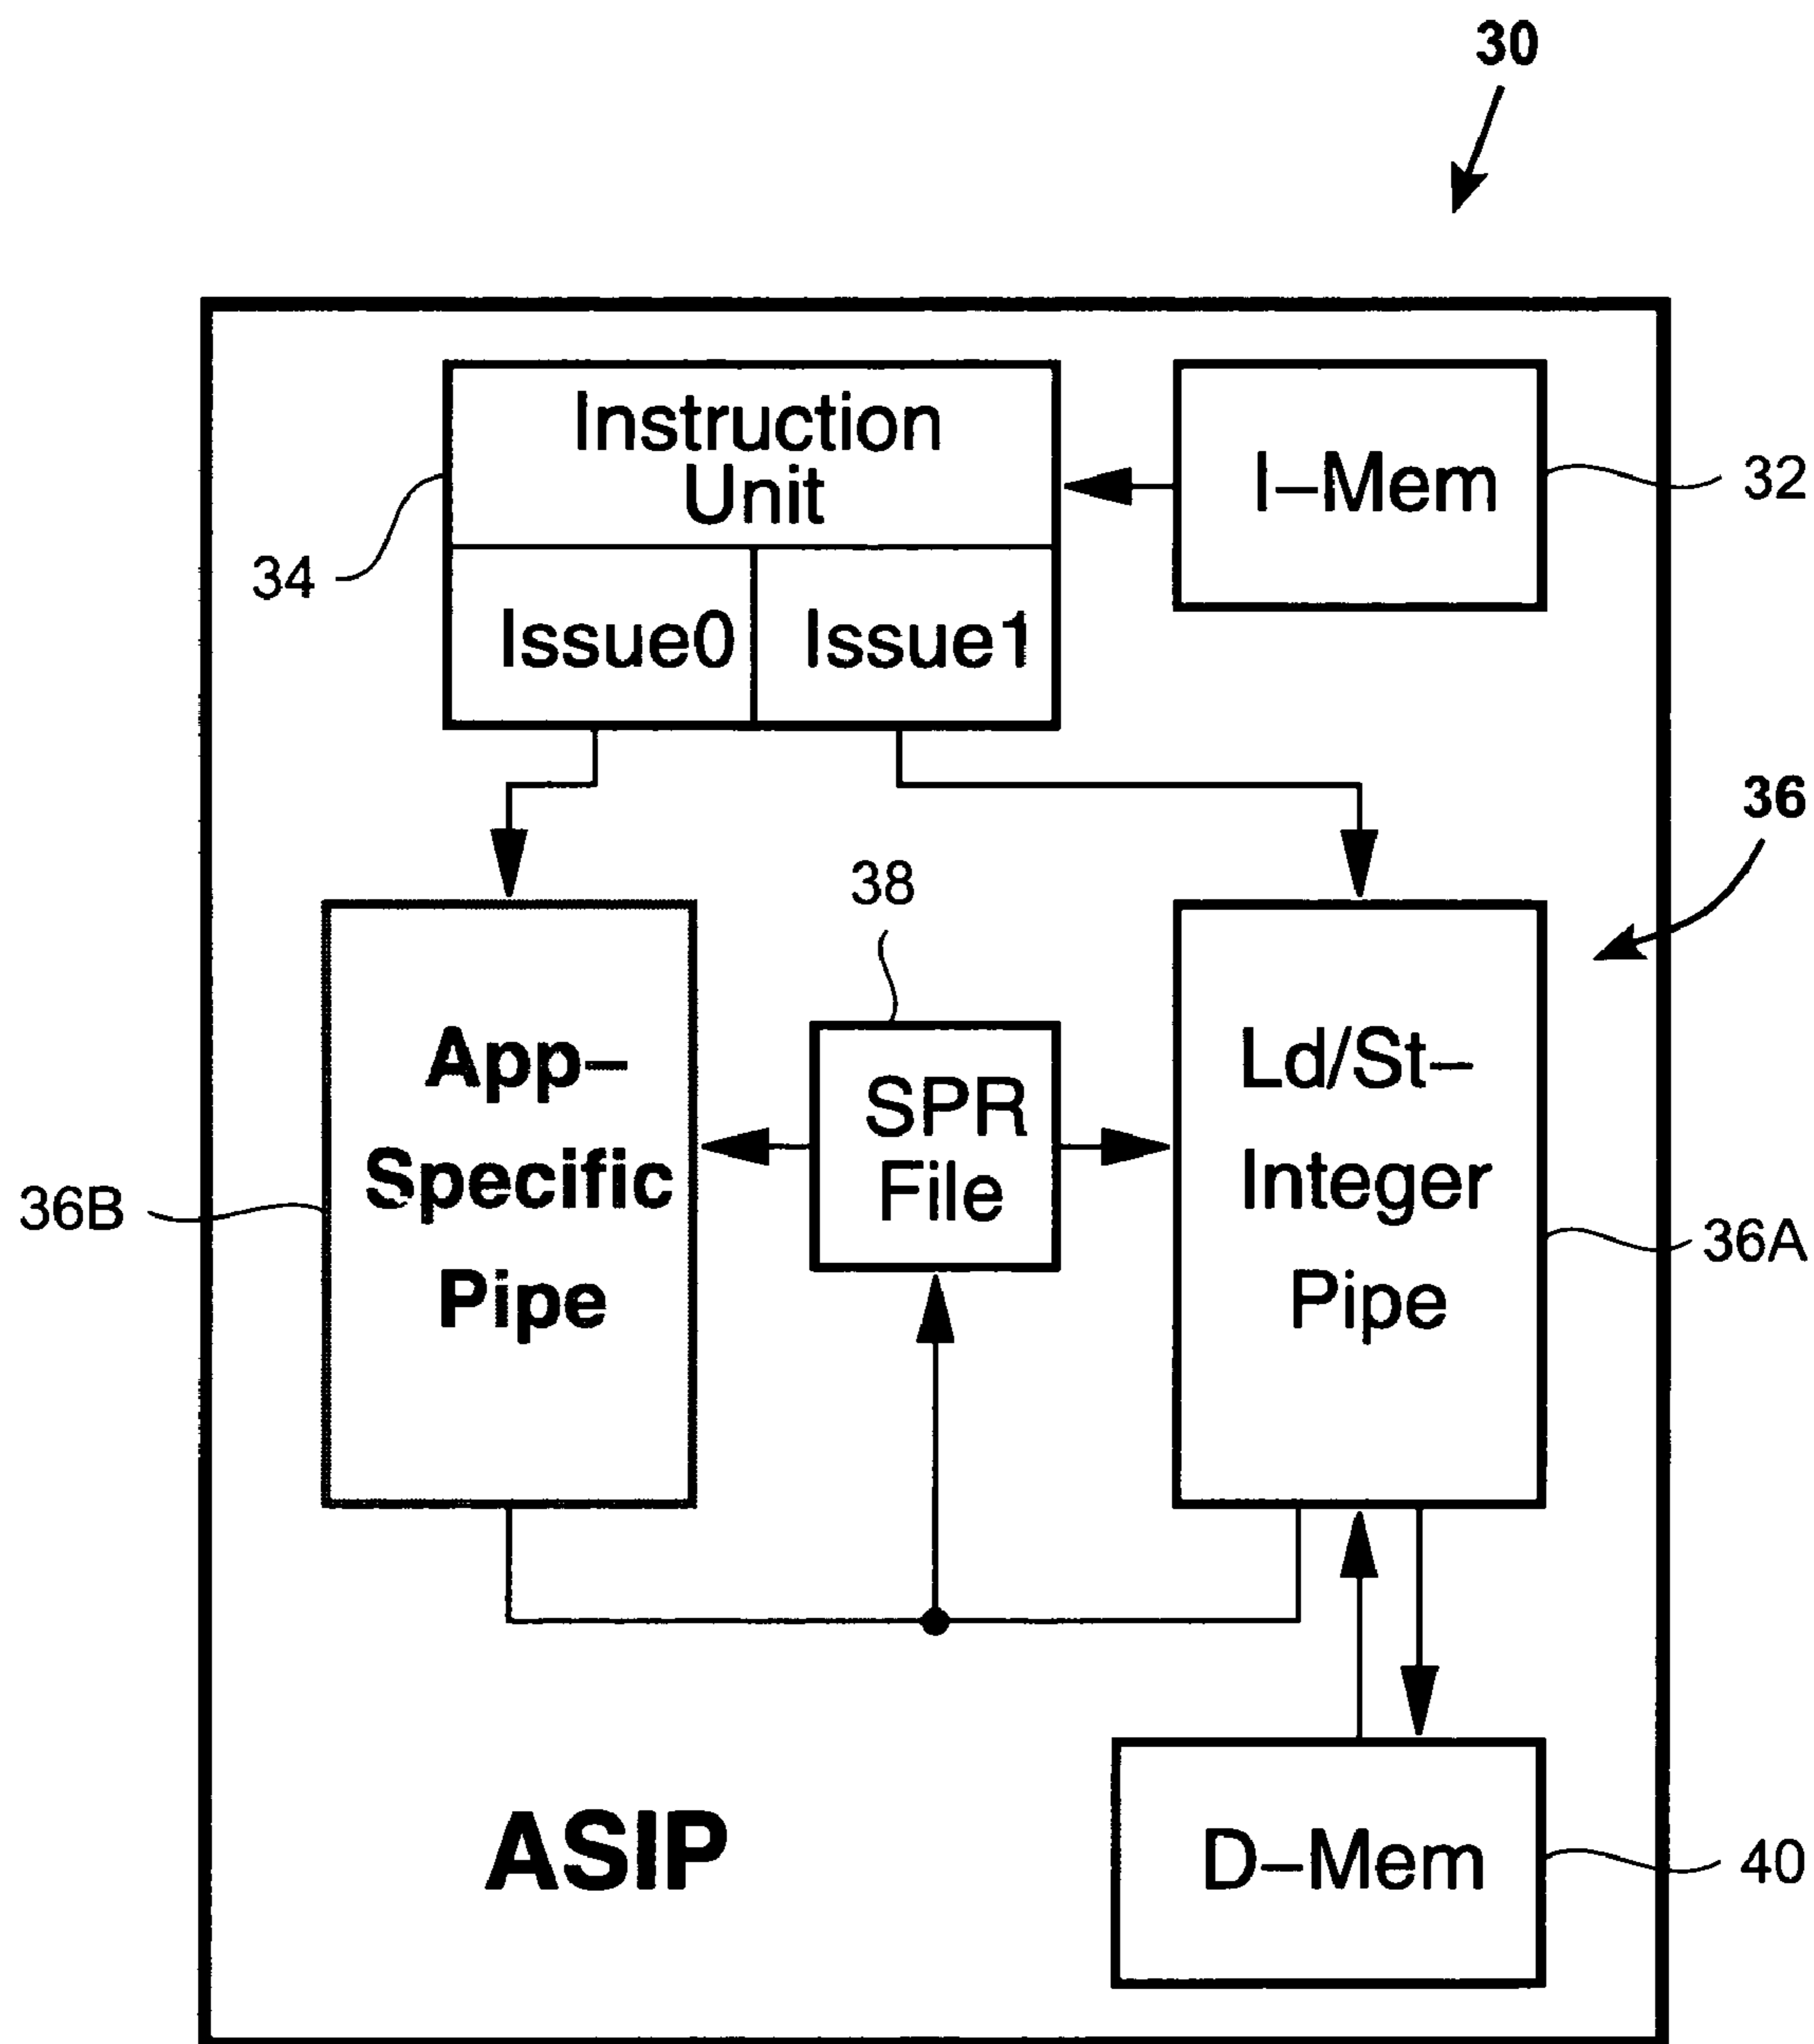 30
Instruction
Unit
I–Mem
32
34
Issue0
Issue1
36
38
App–
Specific
Pipe
SPR
File
Ld/St–
Integer
Pipe
36B
36A
ASIP
D–Mem
40